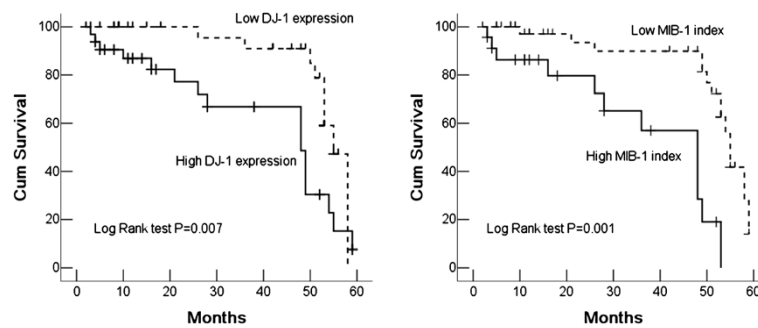 Low DJ-1 expression
100
80
60
40
20
0
Cum Survival
High DJ-1 expression
Log Rank test P=0.007
0 10 20 30 40 50 60
Months
Low MIB-1 index
100
80
60
40
20
0
Cum Survival
High MIB-1 index
Log Rank test P=0.001
0 10 20 30 40 50 60
Months